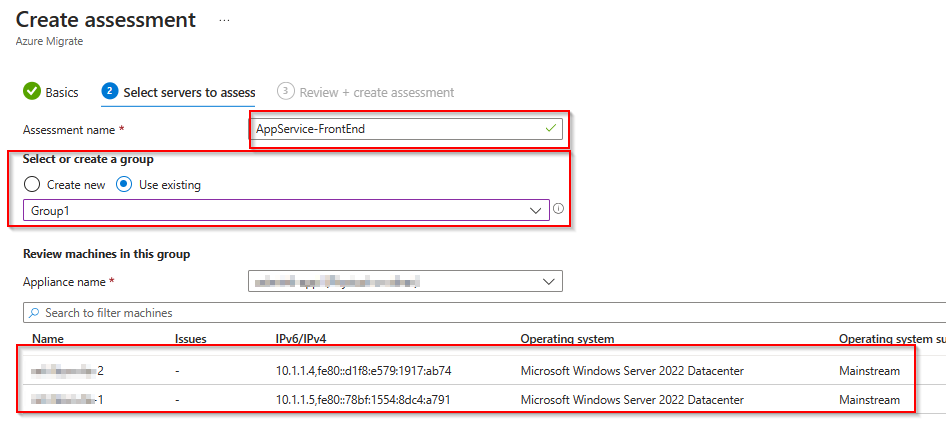 Create assessment ...
Azure Migrate
Basics 2 Select servers to assess 3 Review + create assessment
Assessment name * AppService-FrontEnd
Select or create a group
Create new Use existing
Group1
Review machines in this group
Appliance name *
Search to filter machines
Name Issues IPv6/IPv4 Operating system Operating system su
2 - 10.1.1.4,fe80::d1f8:e579:1917:ab74 Microsoft Windows Server 2022 Datacenter Mainstream
-1 - 10.1.1.5,fe80::78bf:1554:8dc4:a791 Microsoft Windows Server 2022 Datacenter Mainstream